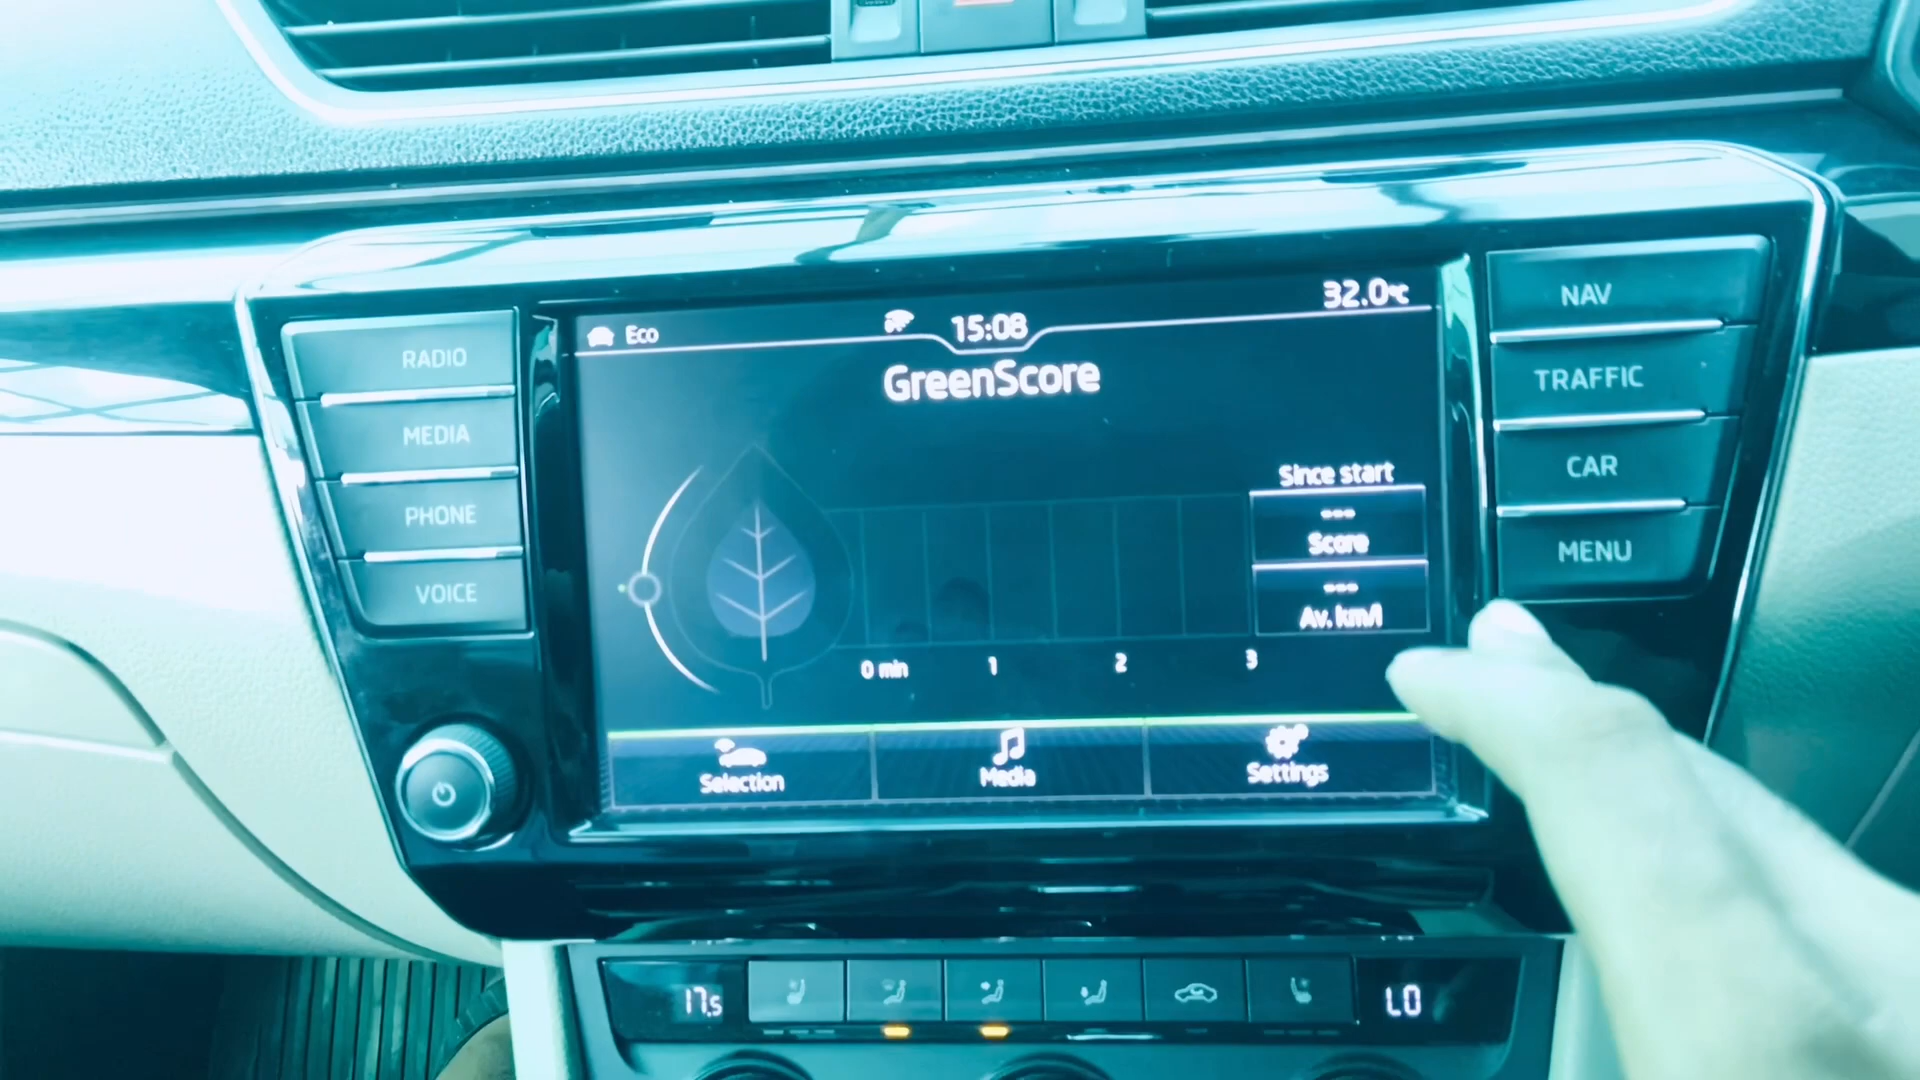 RADIO
MEDIA
PHONE
VOICE
Eco
15:08
32.0°C
GreenScore
Since start
---
Score
---
Av. km/l
0 min
1
2
3
Selection
Media
Settings
NAV
TRAFFIC
CAR
MENU
17.5
LO